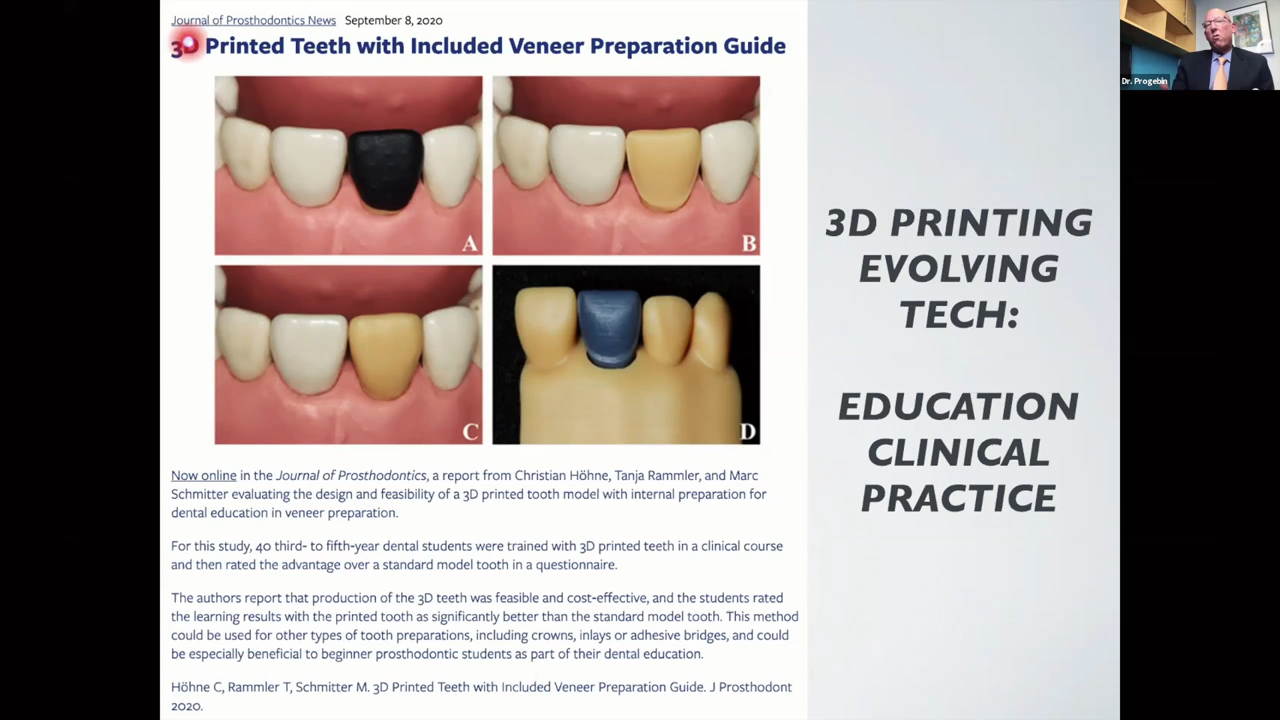 Journal of Prosthodontics News September 8, 2020
3D Printed Teeth with Included Veneer Preparation Guide
A
B
C
D
Now online in the Journal of Prosthodontics, a report from Christian Höhne, Tanja Rammler, and Marc
Schmitter evaluating the design and feasibility of a 3D printed tooth model with internal preparation for
dental education in veneer preparation.
For this study, 40 third- to fifth-year dental students were trained with 3D printed teeth in a clinical course
and then rated the advantage over a standard model tooth in a questionnaire.
The authors report that production of the 3D teeth was feasible and cost-effective, and the students rated
the learning results with the printed tooth as significantly better than the standard model tooth. This method
could be used for other types of tooth preparations, including crowns, inlays or adhesive bridges, and could
be especially beneficial to beginner prosthodontic students as part of their dental education.
Höhne C, Rammler T, Schmitter M. 3D Printed Teeth with Included Veneer Preparation Guide. J Prosthodont
2020.
3D PRINTING
EVOLVING
TECH:
EDUCATION
CLINICAL
PRACTICE
Dr. Progebin